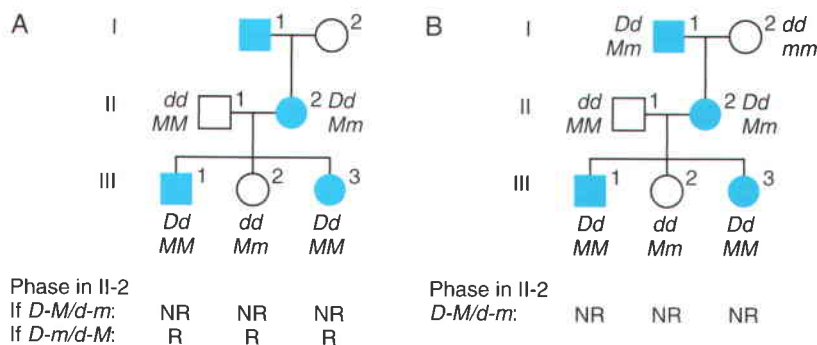 A
I
1
2
II
dd
MM
1
2 Dd
Mm
III
1
2
3
Dd
MM
dd
Mm
Dd
MM
Phase in II-2
If D-M/d-m: NR NR NR
If D-m/d-M: R R R
B
I
Dd
Mm
1
2 dd
mm
II
dd
MM
1
2 Dd
Mm
III
1
2
3
Dd
MM
dd
Mm
Dd
MM
Phase in II-2
D-M/d-m: NR NR NR